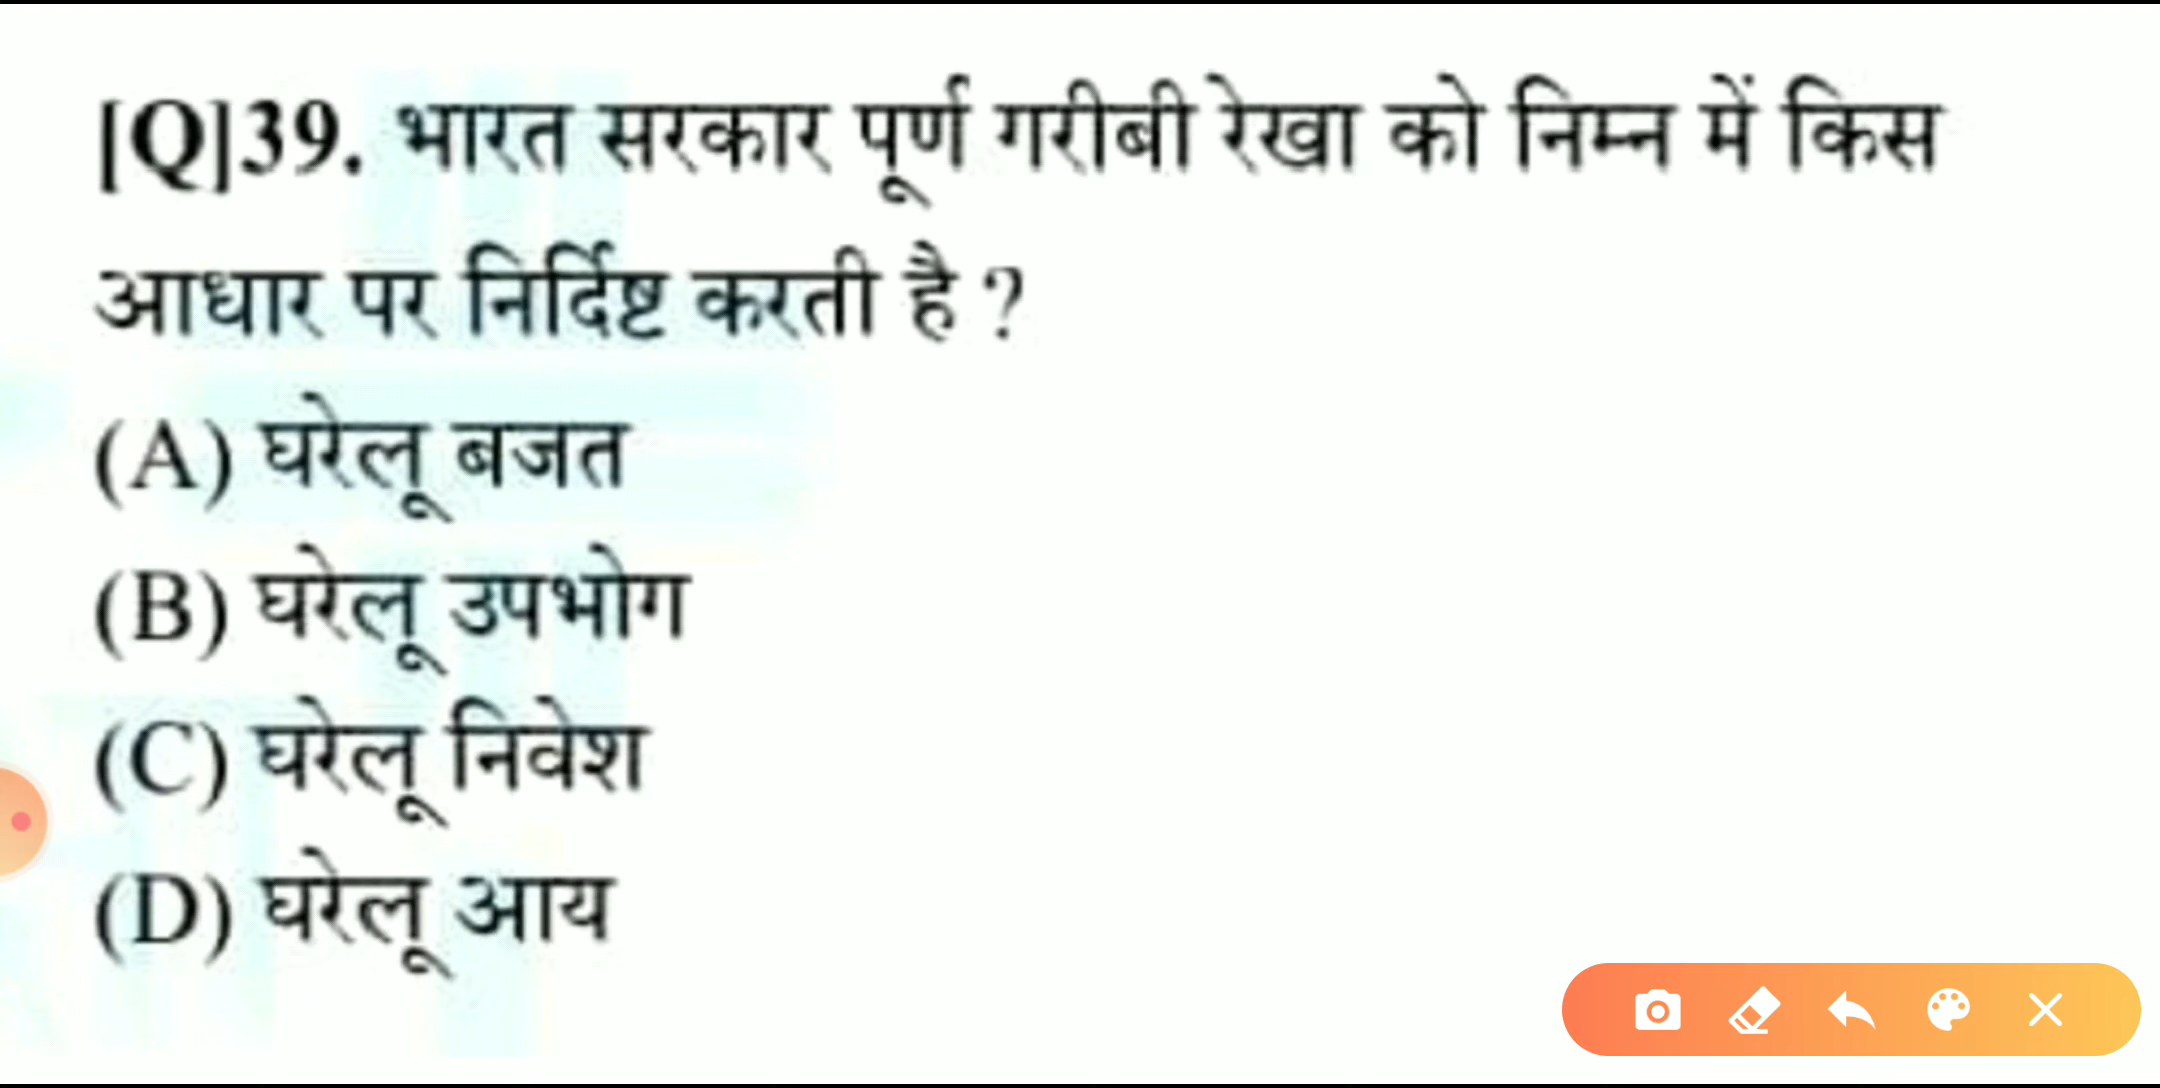 [Q]39. भारत सरकार पूर्ण गरीबी रेखा को निम्न में किस
आधार पर निर्दिष्ट करती है ?
(A) घरेलू बजत
(B) घरेलू उपभोग
(C) घरेलू निवेश
(D) घरेलू आय